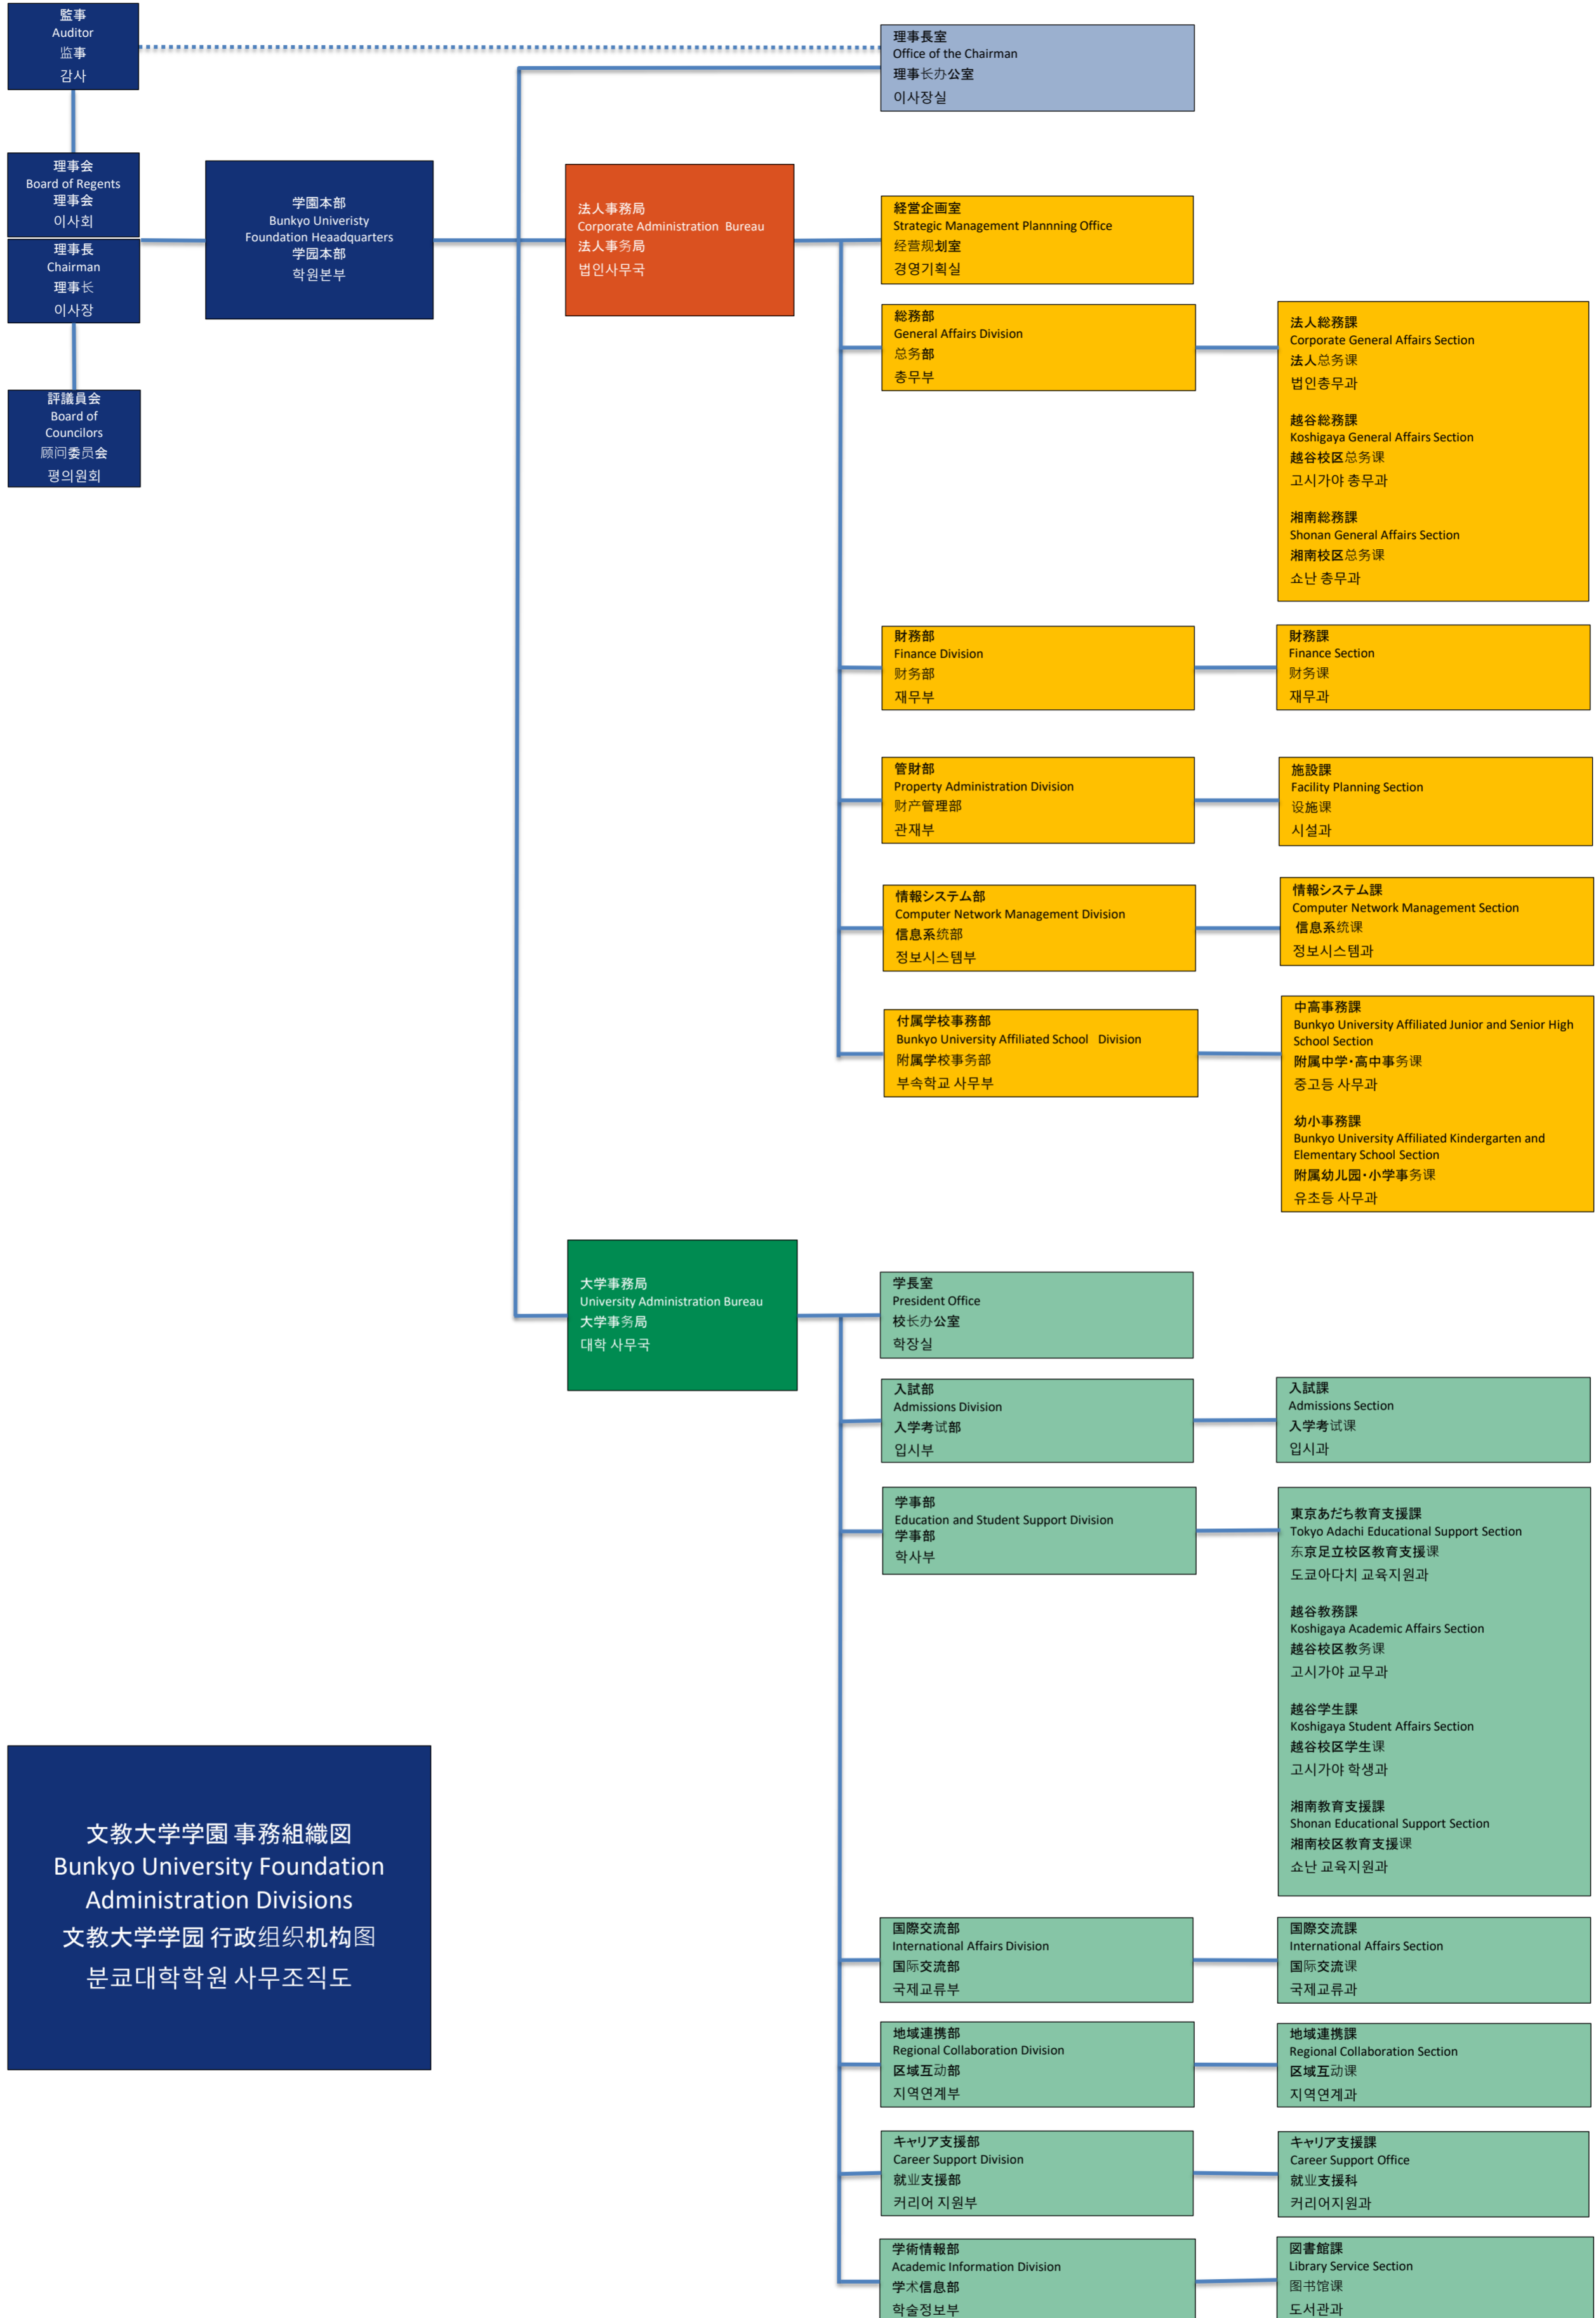 監事
Auditor
监事
감사
理事会
Board of Regents
理事会
이사회
理事長
Chairman
理事长
이사장
評議員会
Board of
Councilors
顾问委员会
평의원회
学園本部
Bunkyo Univeristy
Foundation Heaadquarters
学园本部
학원본부
理事長室
Office of the Chairman
理事长办公室
이사장실
法人事務局
Corporate Administration Bureau
法人事务局
법인사무국
経営企画室
Strategic Management Plannning Office
经营规划室
경영기획실
総務部
General Affairs Division
总务部
총무부
法人総務課
Corporate General Affairs Section
法人总务课
법인총무과
越谷総務課
Koshigaya General Affairs Section
越谷校区总务课
고시가야 총무과
湘南総務課
Shonan General Affairs Section
湘南校区总务课
쇼난 총무과
財務部
Finance Division
财务部
재무부
財務課
Finance Section
财务课
재무과
管財部
Property Administration Division
财产管理部
관재부
施設課
Facility Planning Section
设施课
시설과
情報システム部
Computer Network Management Division
信息系统部
정보시스템부
情報システム課
Computer Network Management Section
信息系统课
정보시스템과
付属学校事務部
Bunkyo University Affiliated School Division
附属学校事务部
부속학교 사무부
中高事務課
Bunkyo University Affiliated Junior and Senior High
School Section
附属中学・高中事务课
중고등 사무과
幼小事務課
Bunkyo University Affiliated Kindergarten and
Elementary School Section
附属幼儿园・小学事务课
유초등 사무과
大学事務局
University Administration Bureau
大学事务局
대학 사무국
学長室
President Office
校长办公室
학장실
入試部
Admissions Division
入学考试部
입시부
入試課
Admissions Section
入学考试课
입시과
学事部
Education and Student Support Division
学事部
학사부
東京あだち教育支援課
Tokyo Adachi Educational Support Section
东京足立校区教育支援课
도쿄아다치 교육지원과
越谷教務課
Koshigaya Academic Affairs Section
越谷校区教务课
고시가야 교무과
越谷学生課
Koshigaya Student Affairs Section
越谷校区学生课
고시가야 학생과
湘南教育支援課
Shonan Educational Support Section
湘南校区教育支援课
쇼난 교육지원과
国際交流部
International Affairs Division
国际交流部
국제교류부
国際交流課
International Affairs Section
国际交流课
국제교류과
地域連携部
Regional Collaboration Division
区域互动部
지역연계부
地域連携課
Regional Collaboration Section
区域互动课
지역연계과
キャリア支援部
Career Support Division
就业支援部
커리어 지원부
キャリア支援課
Career Support Office
就业支援科
커리어지원과
学術情報部
Academic Information Division
学术信息部
학술정보부
図書館課
Library Service Section
图书馆课
도서관과
文教大学学園 事務組織図
Bunkyo University Foundation
Administration Divisions
文教大学学园 行政组织机构图
분쿄대학학원 사무조직도